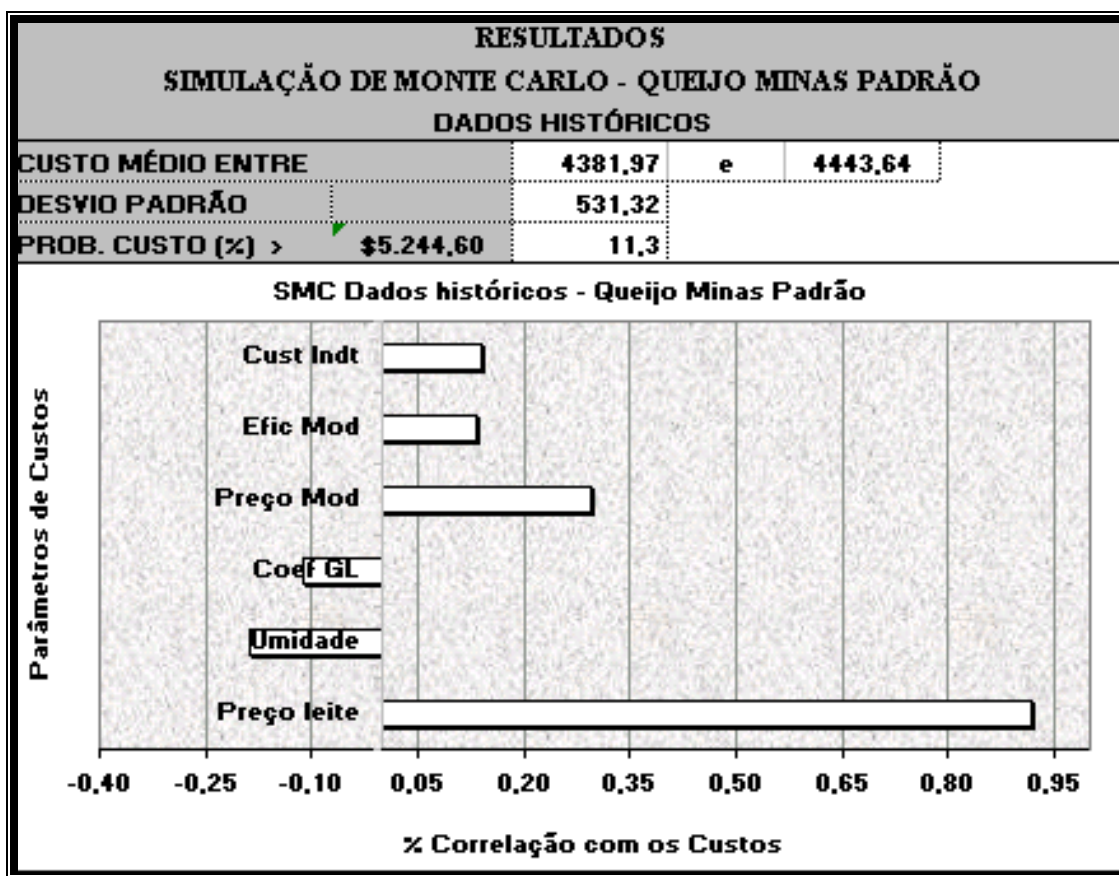 RESULTADOS
SIMULAÇÃO DE MONTE CARLO - QUEIJO MINAS PADRÃO
DADOS HISTÓRICOS
CUSTO MÉDIO ENTRE 4381,97 e 4443,64
DESVIO PADRÃO 531,32
PROB. CUSTO (%) > $5.244,60 11,3
SMC Dados históricos - Queijo Minas Padrão
Parâmetros de Custos
Cust Indt
Efic Mod
Preço Mod
Coef GL
Umidade
Preço leite
-0,40 -0,25 -0,10 0,05 0,20 0,35 0,50 0,65 0,80 0,95
% Correlação com os Custos